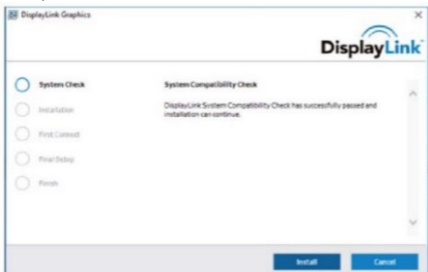 DisplayLink Graphics
DisplayLink
System Check
System Compatibility Check
DisplayLink System Compatibility Check has successfully passed and
installation can continue.
Installation
First Connect
Final Setup
Finish
Install
Cancel